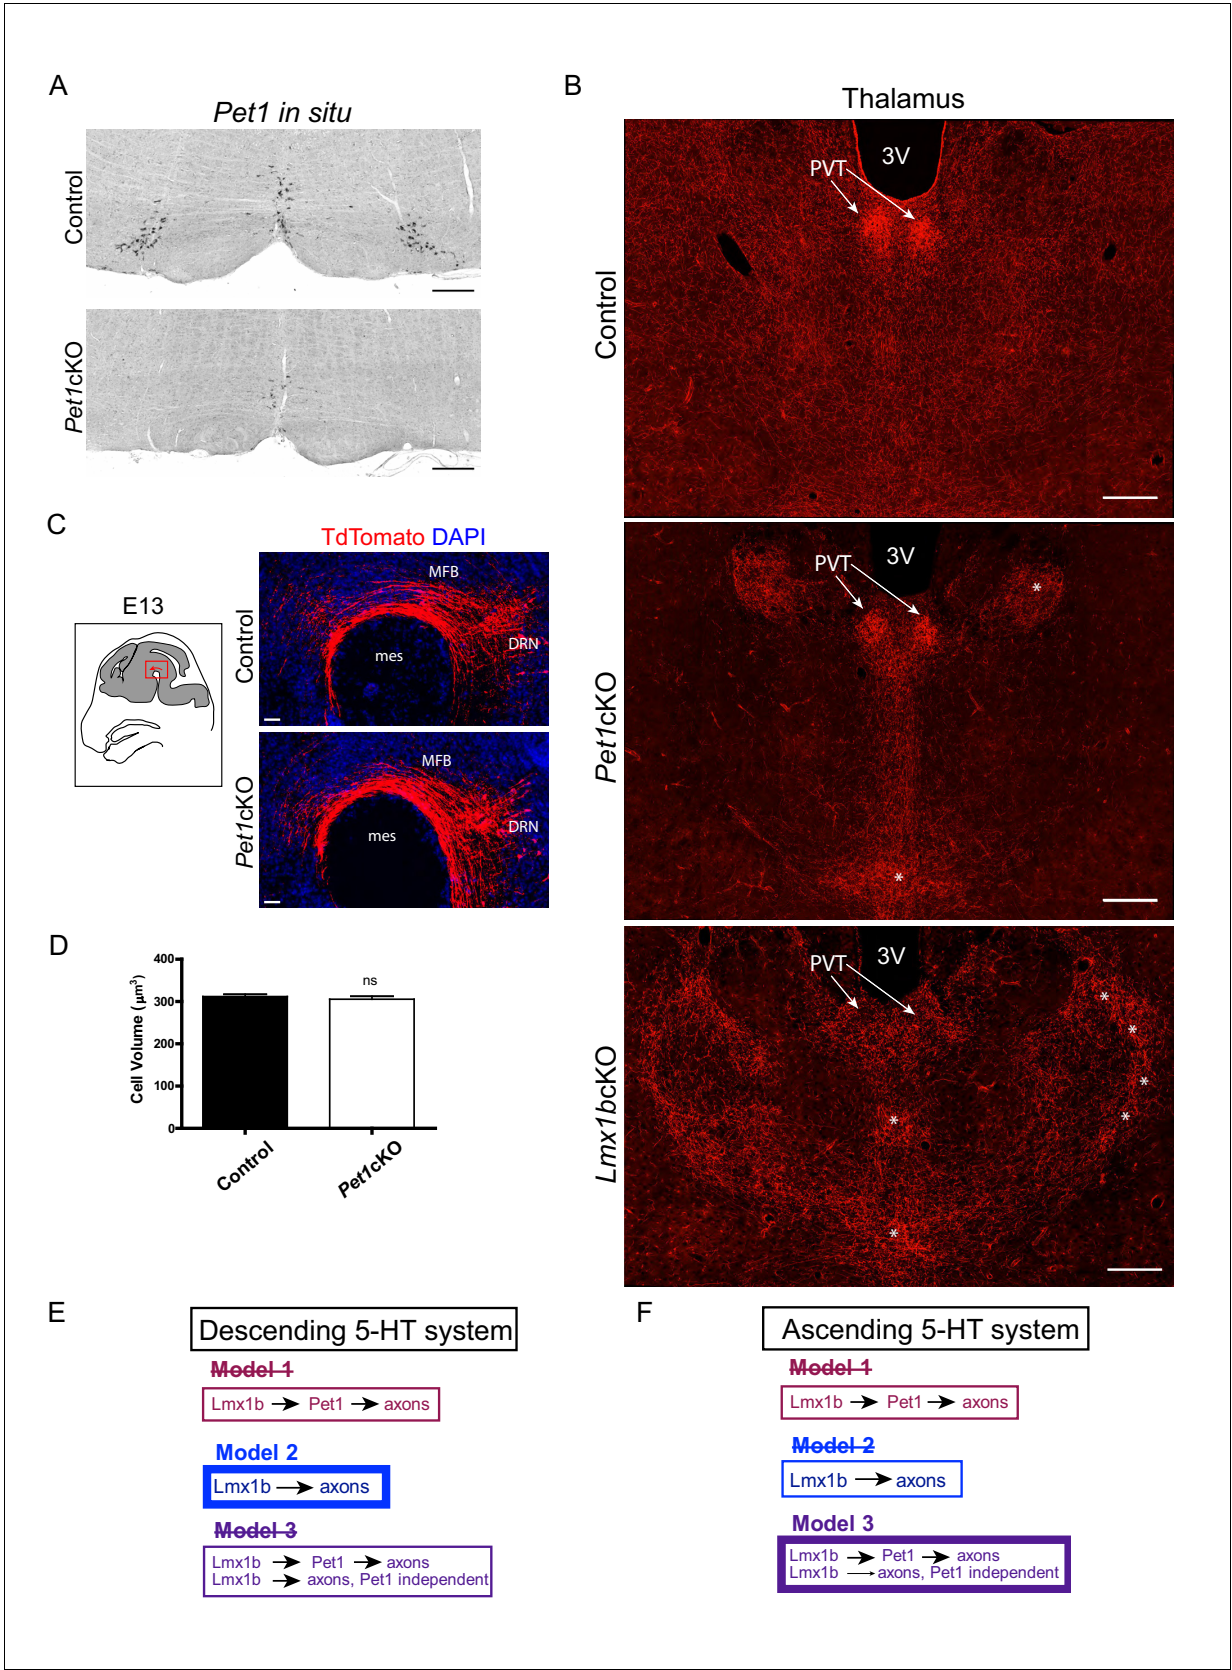 A
Pet1 in situ
Control
Pet1cKO
B
Thalamus
3V
PVT
Control
3V
PVT
*
*
Pet1cKO
3V
PVT
*
*
*
*
*
*
Lmx1bcKO
C
TdTomato DAPI
E13
MFB
DRN
mes
Control
MFB
DRN
mes
Pet1cKO
D
400
300
200
100
0
Cell Volume (µm³)
ns
Control
Pet1cKO
E
Descending 5-HT system
Model 1
Lmx1b → Pet1 → axons
Model 2
Lmx1b → axons
Model 3
Lmx1b → Pet1 → axons
Lmx1b → axons, Pet1 independent
F
Ascending 5-HT system
Model 1
Lmx1b → Pet1 → axons
Model 2
Lmx1b → axons
Model 3
Lmx1b → Pet1 → axons
Lmx1b → axons, Pet1 independent